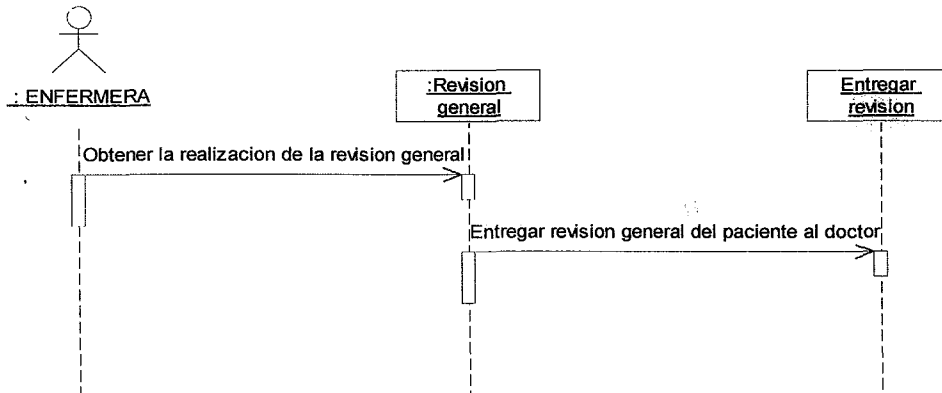 : ENFERMERA
:Revision
general
Entregar
revision
Obtener la realizacion de la revision general
Entregar revision general del paciente al doctor